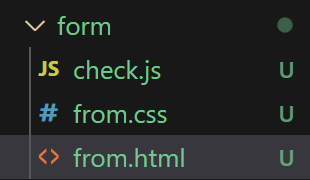 form
JS check.js U
# from.css U
<> from.html U